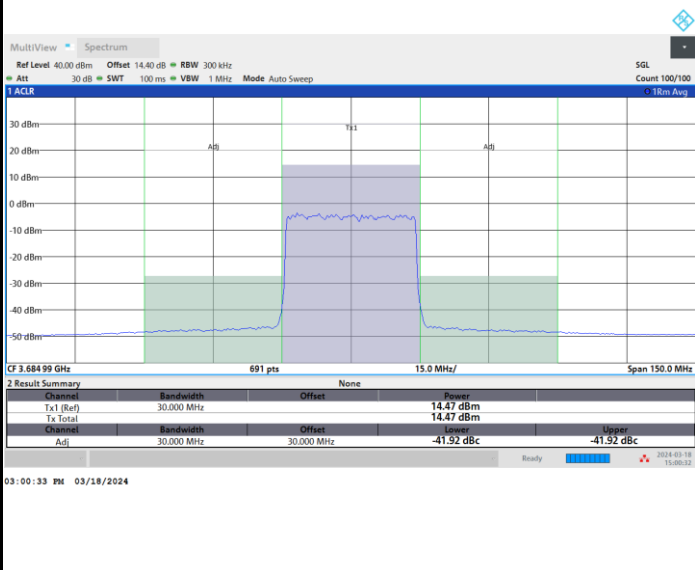 MultiView Spectrum
Ref Level 40.00 dBm Offset 14.40 dB RBW 300 kHz SGL
Att 30 dB SWT 100 ms VBW 1 MHz Mode Auto Sweep Count 100/100
1 ACLR 1Rm Avg
30 dBm
Tx1
20 dBm
Adj Adj
10 dBm
0 dBm
-10 dBm
-20 dBm
-30 dBm
-40 dBm
-50 dBm
CF 3.684 99 GHz 691 pts 15.0 MHz/ Span 150.0 MHz
2 Result Summary None
Channel Bandwidth Offset Power
Tx1 (Ref) 30.000 MHz 14.47 dBm
Tx Total 14.47 dBm
Channel Bandwidth Offset Lower Upper
Adj 30.000 MHz 30.000 MHz -41.92 dBc -41.92 dBc
Ready 2024-03-18
15:00:32
03:00:33 PM 03/18/2024